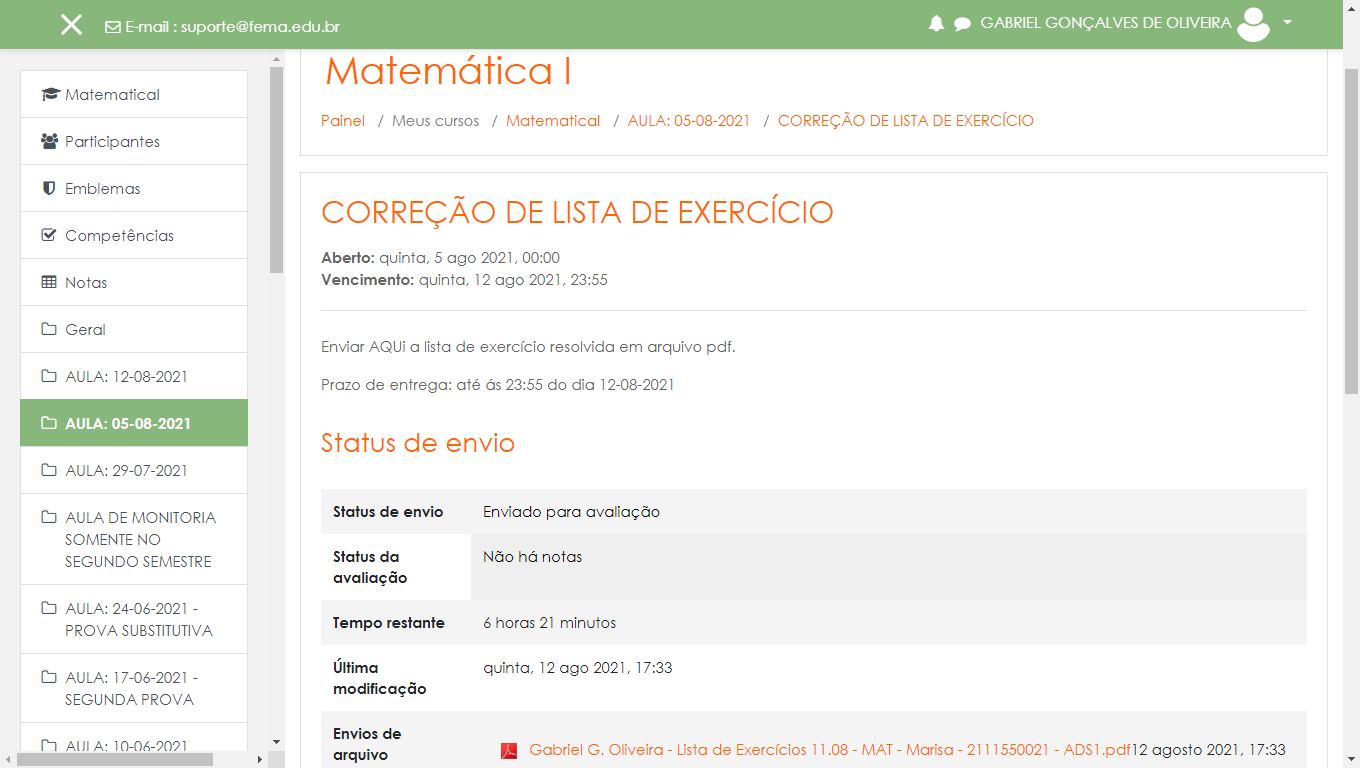 E-mail : suporte@fema.edu.br
GABRIEL GONÇALVES DE OLIVEIRA
MatematicaI
Participantes
Emblemas
Competências
Notas
Geral
AULA: 12-08-2021
AULA: 05-08-2021
AULA: 29-07-2021
AULA DE MONITORIA
SOMENTE NO
SEGUNDO SEMESTRE
AULA: 24-06-2021 -
PROVA SUBSTITUTIVA
AULA: 17-06-2021 -
SEGUNDA PROVA
AULA: 10-06-2021
Matemática I
Painel / Meus cursos / MatematicaI / AULA: 05-08-2021 / CORREÇÃO DE LISTA DE EXERCÍCIO
CORREÇÃO DE LISTA DE EXERCÍCIO
Aberto: quinta, 5 ago 2021, 00:00
Vencimento: quinta, 12 ago 2021, 23:55
Enviar AQUi a lista de exercício resolvida em arquivo pdf.
Prazo de entrega: até ás 23:55 do dia 12-08-2021
Status de envio
Status de envio Enviado para avaliação
Status da Não há notas
avaliação
Tempo restante 6 horas 21 minutos
Última quinta, 12 ago 2021, 17:33
modificação
Envios de
arquivo
Gabriel G. Oliveira - Lista de Exercícios 11.08 - MAT - Marisa - 2111550021 - ADS1.pdf12 agosto 2021, 17:33